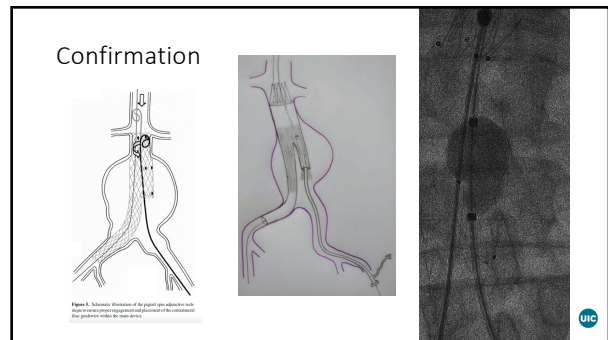 Confirmation
Figure 5. Schematic illustration of the pigtail spin adjunctive tech-
nique to ensure proper engagement and placement of the contralateral
iliac guidewire within the main device.
UIC